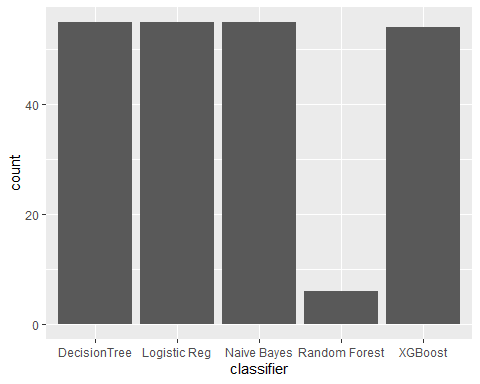 count
40
20
0
DecisionTree Logistic Reg Naive Bayes Random Forest XGBoost
classifier